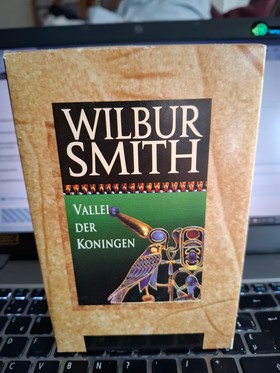 WILBUR
SMITH
VALLEI
DER
KONINGEN